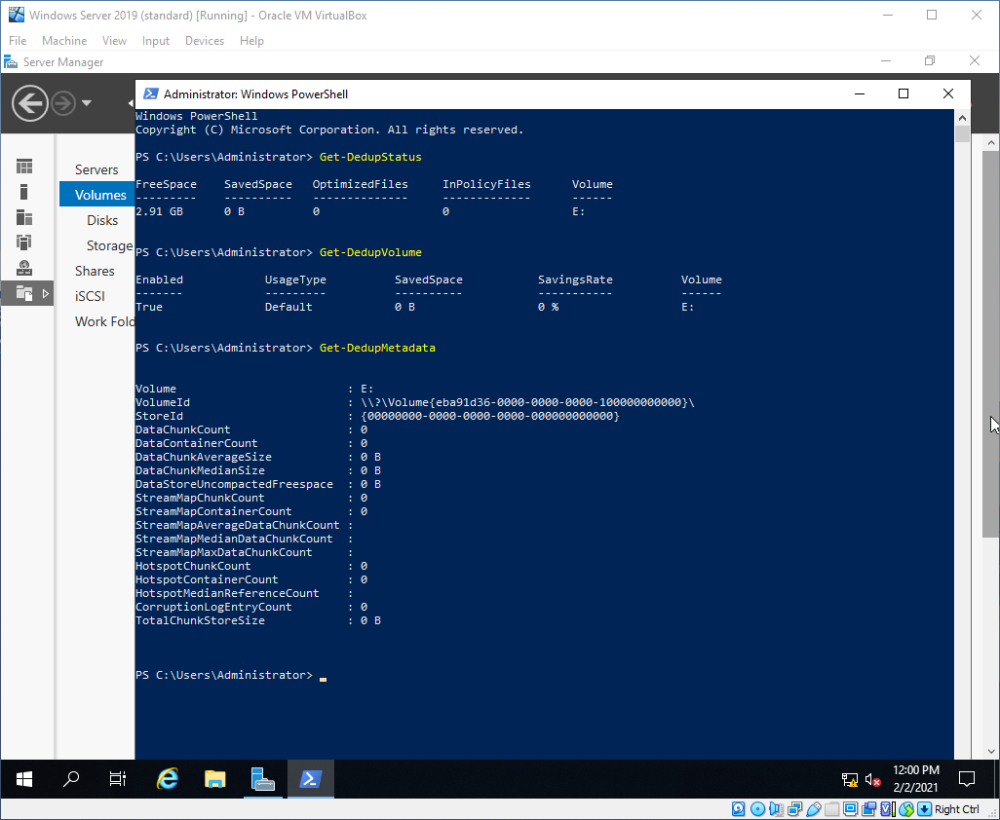 Windows Server 2019 (standard) [Running] - Oracle VM VirtualBox
File Machine View Input Devices Help
Server Manager
Administrator: Windows PowerShell
Servers
Volumes
Disks
Storage
Shares
iSCSI
Work Fold
Windows PowerShell
Copyright (C) Microsoft Corporation. All rights reserved.
PS C:\Users\Administrator> Get-DedupStatus
FreeSpace SavedSpace OptimizedFiles InPolicyFiles Volume
--------- ---------- -------------- ------------- ------
2.91 GB 0 B 0 0 E:
PS C:\Users\Administrator> Get-DedupVolume
Enabled UsageType SavedSpace SavingsRate Volume
------- --------- ---------- ----------- ------
True Default 0 B 0 % E:
PS C:\Users\Administrator> Get-DedupMetadata
Volume : E:
VolumeId : \\?\Volume{eba91d36-0000-0000-0000-100000000000}\
StoreId : {00000000-0000-0000-0000-000000000000}
DataChunkCount : 0
DataContainerCount : 0
DataChunkAverageSize : 0 B
DataChunkMedianSize : 0 B
DataStoreUncompactedFreespace : 0 B
StreamMapChunkCount : 0
StreamMapContainerCount : 0
StreamMapAverageDataChunkCount :
StreamMapMedianDataChunkCount :
StreamMapMaxDataChunkCount :
HotspotChunkCount : 0
HotspotContainerCount : 0
HotspotMedianReferenceCount :
CorruptionLogEntryCount : 0
TotalChunkStoreSize : 0 B
PS C:\Users\Administrator>
12:00 PM
2/2/2021
Right Ctrl